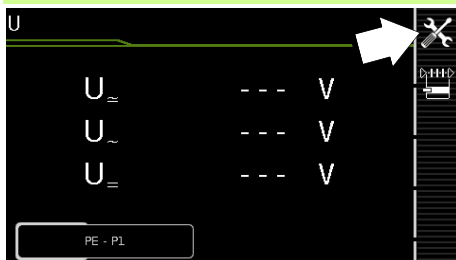 U
U≃ --- V
U~ --- V
U= --- V
PE - P1